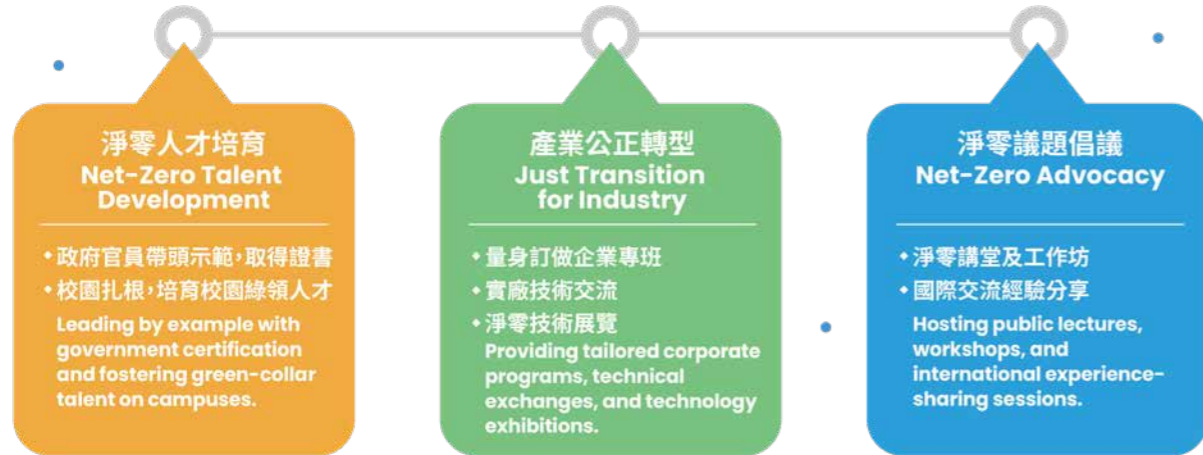 淨零人才培育
Net-Zero Talent
Development
政府官員帶頭示範,取得證書
校園扎根,培育校園綠領人才
Leading by example with
government certification
and fostering green-collar
talent on campuses.
產業公正轉型
Just Transition
for Industry
量身訂做企業專班
實廠技術交流
淨零技術展覽
Providing tailored corporate
programs, technical
exchanges, and technology
exhibitions.
淨零議題倡議
Net-Zero Advocacy
淨零講堂及工作坊
國際交流經驗分享
Hosting public lectures,
workshops, and
international experience-
sharing sessions.